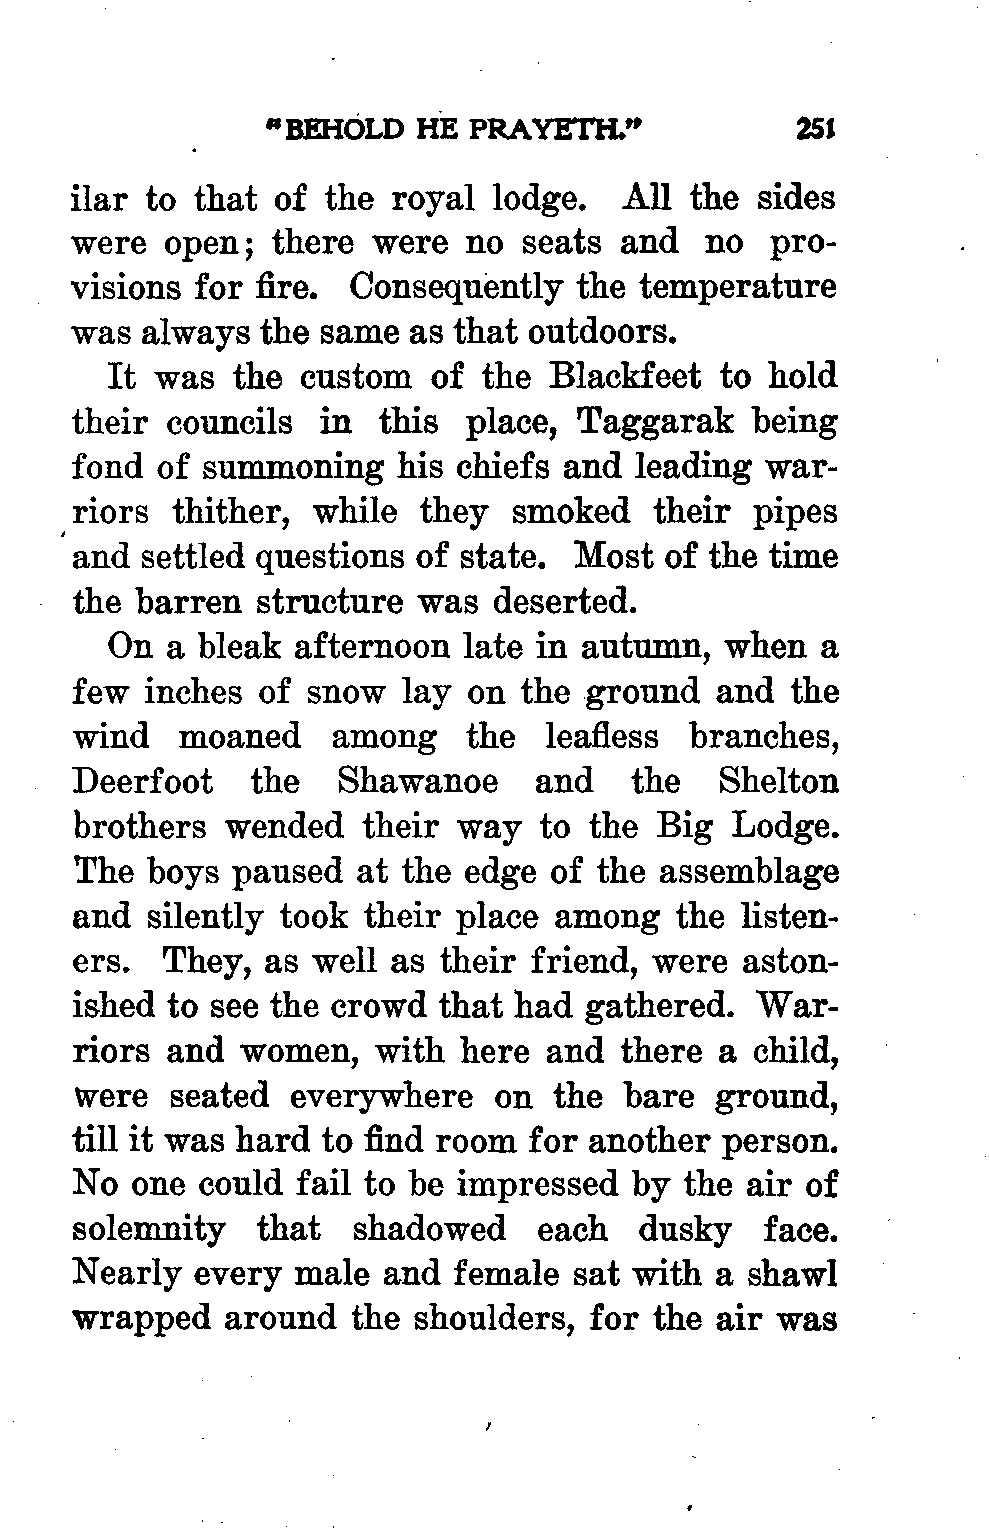 "BEHOLD HE PRAYETH." 251
ilar to that of the royal lodge. All the sides
were open; there were no seats and no pro-
visions for fire. Consequently the temperature
was always the same as that outdoors.
It was the custom of the Blackfeet to hold
their councils in this place, Taggarak being
fond of summoning his chiefs and leading war-
riors thither, while they smoked their pipes
and settled questions of state. Most of the time
the barren structure was deserted.
On a bleak afternoon late in autumn, when a
few inches of snow lay on the ground and the
wind moaned among the leafless branches,
Deerfoot the Shawanoe and the Shelton
brothers wended their way to the Big Lodge.
The boys paused at the edge of the assemblage
and silently took their place among the listen-
ers. They, as well as their friend, were aston-
ished to see the crowd that had gathered. War-
riors and women, with here and there a child,
were seated everywhere on the bare ground,
till it was hard to find room for another person.
No one could fail to be impressed by the air of
solemnity that shadowed each dusky face.
Nearly every male and female sat with a shawl
wrapped around the shoulders, for the air was